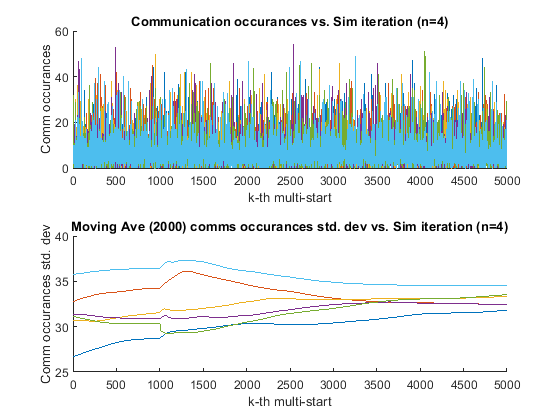 Communication occurances vs. Sim iteration (n=4)
60
40
20
0
Comm occurances
0 500 1000 1500 2000 2500 3000 3500 4000 4500 5000
k-th multi-start
Moving Ave (2000) comms occurances std. dev vs. Sim iteration (n=4)
40
35
30
25
Comm occurances std. dev
0 500 1000 1500 2000 2500 3000 3500 4000 4500 5000
k-th multi-start